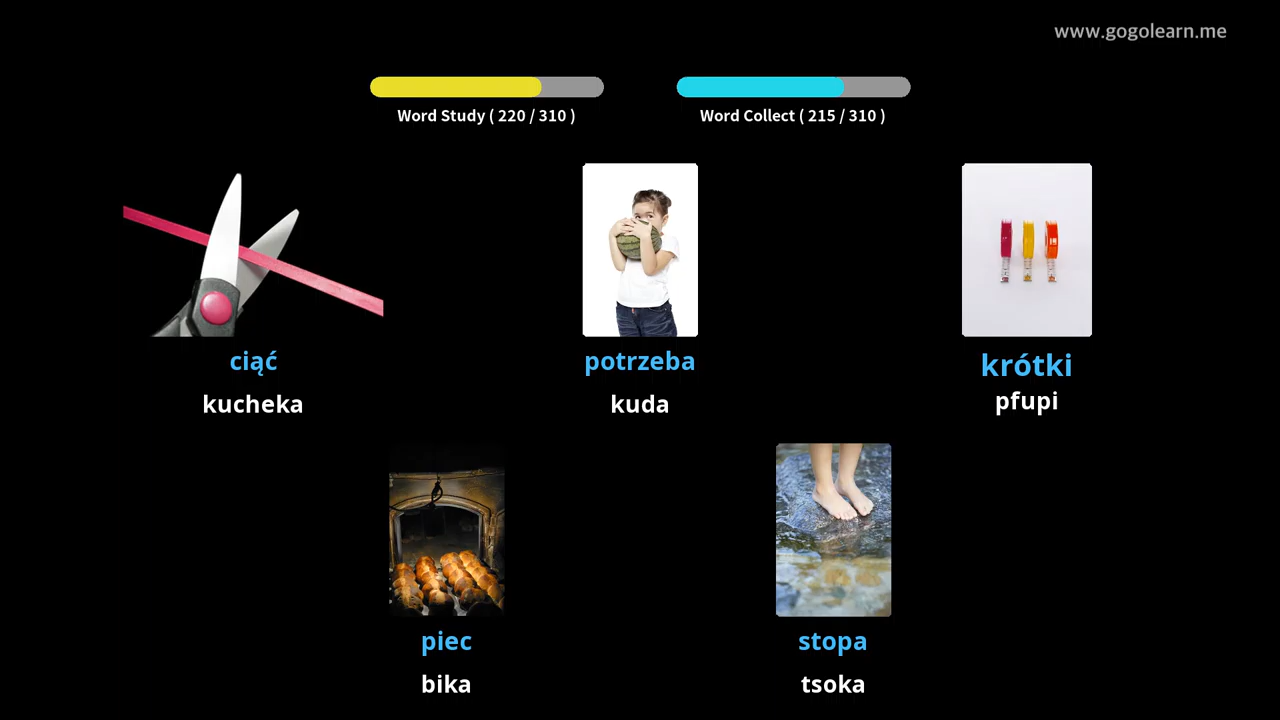 www.gogolearn.me
Word Study ( 220 / 310 )
Word Collect ( 215 / 310 )
ciąć
potrzeba
krótki
kucheka
kuda
pfupi
piec
stopa
bika
tsoka